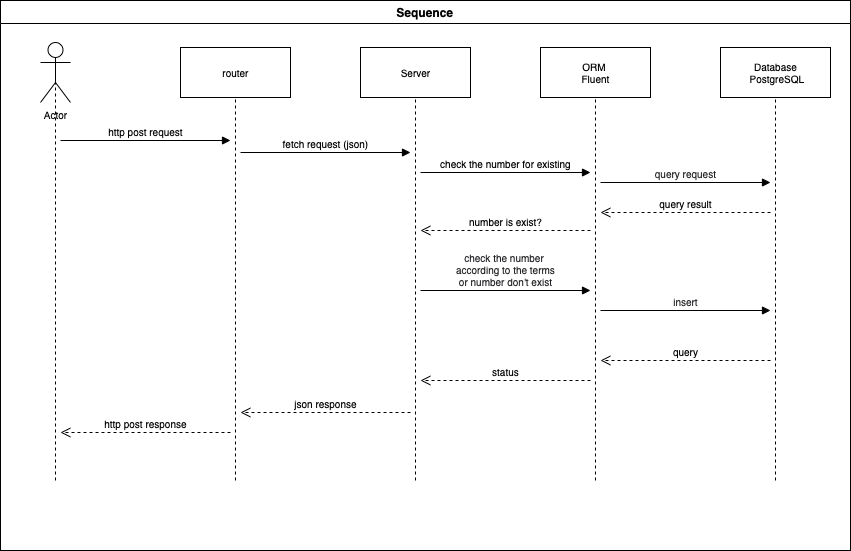 Sequence
router
Server
ORM
Fluent
Database
PostgreSQL
Actor
http post request
fetch request (json)
check the number for existing
query request
query result
number is exist?
check the number
according to the terms
or number don't exist
insert
query
status
json response
http post response